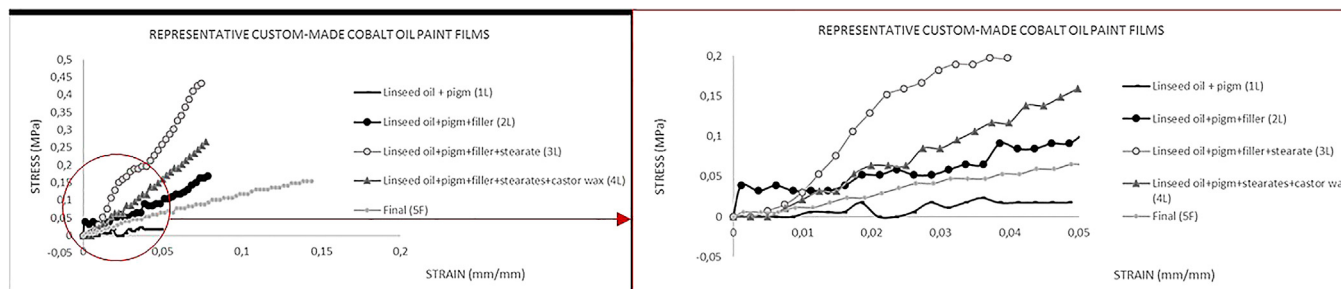 REPRESENTATIVE CUSTOM-MADE COBALT OIL PAINT FILMS
STRESS (MPa)
0,5
0,45
0,4
0,35
0,3
0,25
0,2
0,15
0,1
0,05
0
-0,05
0
0,05
0,1
0,15
0,2
STRAIN (mm/mm)
Linseed oil + pigm (1L)
Linseed oil+pigm+filler (2L)
Linseed oil+pigm+filler+stearate (3L)
Linseed oil+pigm+filler+stearates+castor wax (4L)
Final (5F)
REPRESENTATIVE CUSTOM-MADE COBALT OIL PAINT FILMS
STRESS (MPa)
0,2
0,15
0,1
0,05
0
-0,05
0
0,01
0,02
0,03
0,04
0,05
STRAIN (mm/mm)
Linseed oil + pigm (1L)
Linseed oil+pigm+filler (2L)
Linseed oil+pigm+filler+stearate (3L)
Linseed oil+pigm+stearates+castor wa
(4L)
Final (5F)